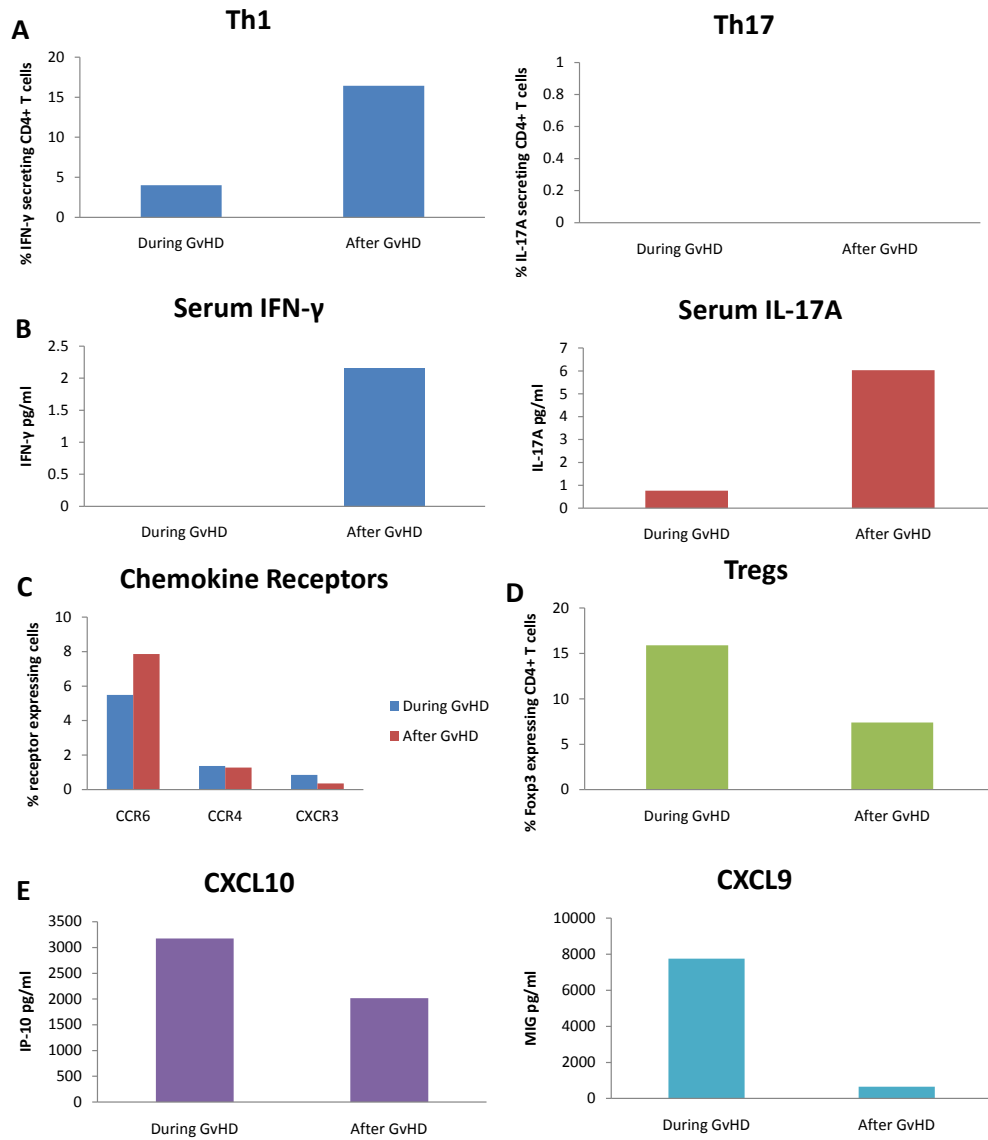 A
Th1
% IFN-γ secreting CD4+ T cells
20
15
10
5
0
During GvHD
After GvHD
Th17
% IL-17A secreting CD4+ T cells
1
0.8
0.6
0.4
0.2
0
During GvHD
After GvHD
B
Serum IFN-γ
IFN-γ pg/ml
2.5
2
1.5
1
0.5
0
During GvHD
After GvHD
Serum IL-17A
IL-17A pg/ml
7
6
5
4
3
2
1
0
During GvHD
After GvHD
C
Chemokine Receptors
% receptor expressing cells
10
8
6
4
2
0
CCR6
CCR4
CXCR3
During GvHD
After GvHD
D
Tregs
% Foxp3 expressing CD4+ T cells
20
15
10
5
0
During GvHD
After GvHD
E
CXCL10
IP-10 pg/ml
3500
3000
2500
2000
1500
1000
500
0
During GvHD
After GvHD
CXCL9
MIG pg/ml
10000
8000
6000
4000
2000
0
During GvHD
After GvHD